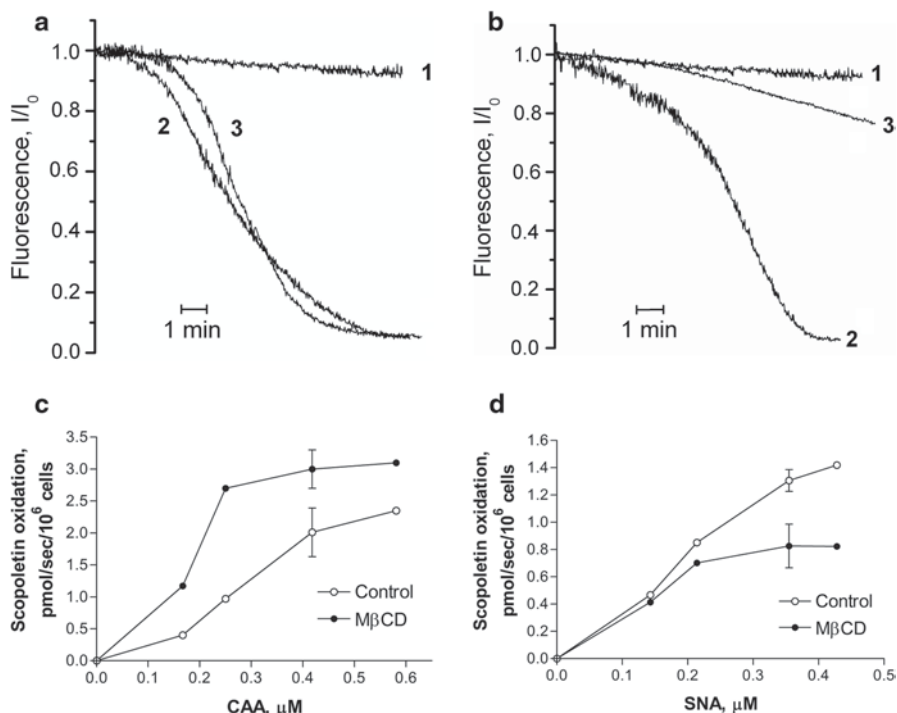 a
Fluorescence, I/I₀
1.0
0.8
0.6
0.4
0.2
0.0
1
2
3
1 min
b
Fluorescence, I/I₀
1.0
0.8
0.6
0.4
0.2
0.0
1
3
2
1 min
c
Scopoletin oxidation,
pmol/sec/10⁶ cells
3.5
3.0
2.5
2.0
1.5
1.0
0.5
0.0
Control
MβCD
0.0 0.1 0.2 0.3 0.4 0.5 0.6
CAA, μM
d
Scopoletin oxidation,
pmol/sec/10⁶ cells
1.6
1.4
1.2
1.0
0.8
0.6
0.4
0.2
0.0
Control
MβCD
0.0 0.1 0.2 0.3 0.4 0.5
SNA, μM